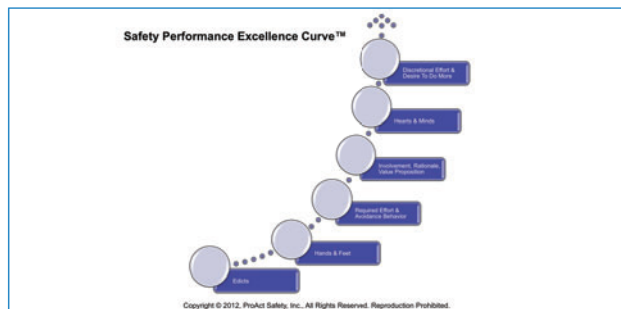 Safety Performance Excellence Curve™
Discretional Effort &
Desire To Do More
Hearts & Minds
Involvement, Rationale,
Value Proposition
Required Effort &
Avoidance Behavior
Hands & Feet
Edicts
Copyright © 2012, ProAct Safety, Inc., All Rights Reserved. Reproduction Prohibited.